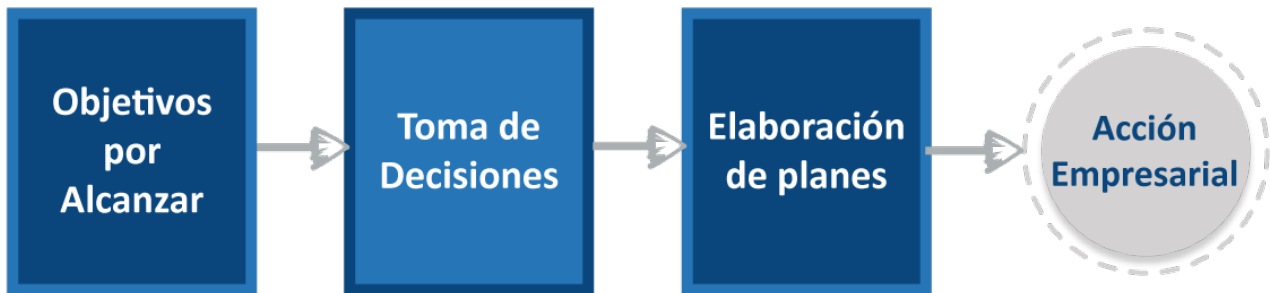 Objetivos
por
Alcanzar
Toma de
Decisiones
Elaboración
de planes
Acción
Empresarial